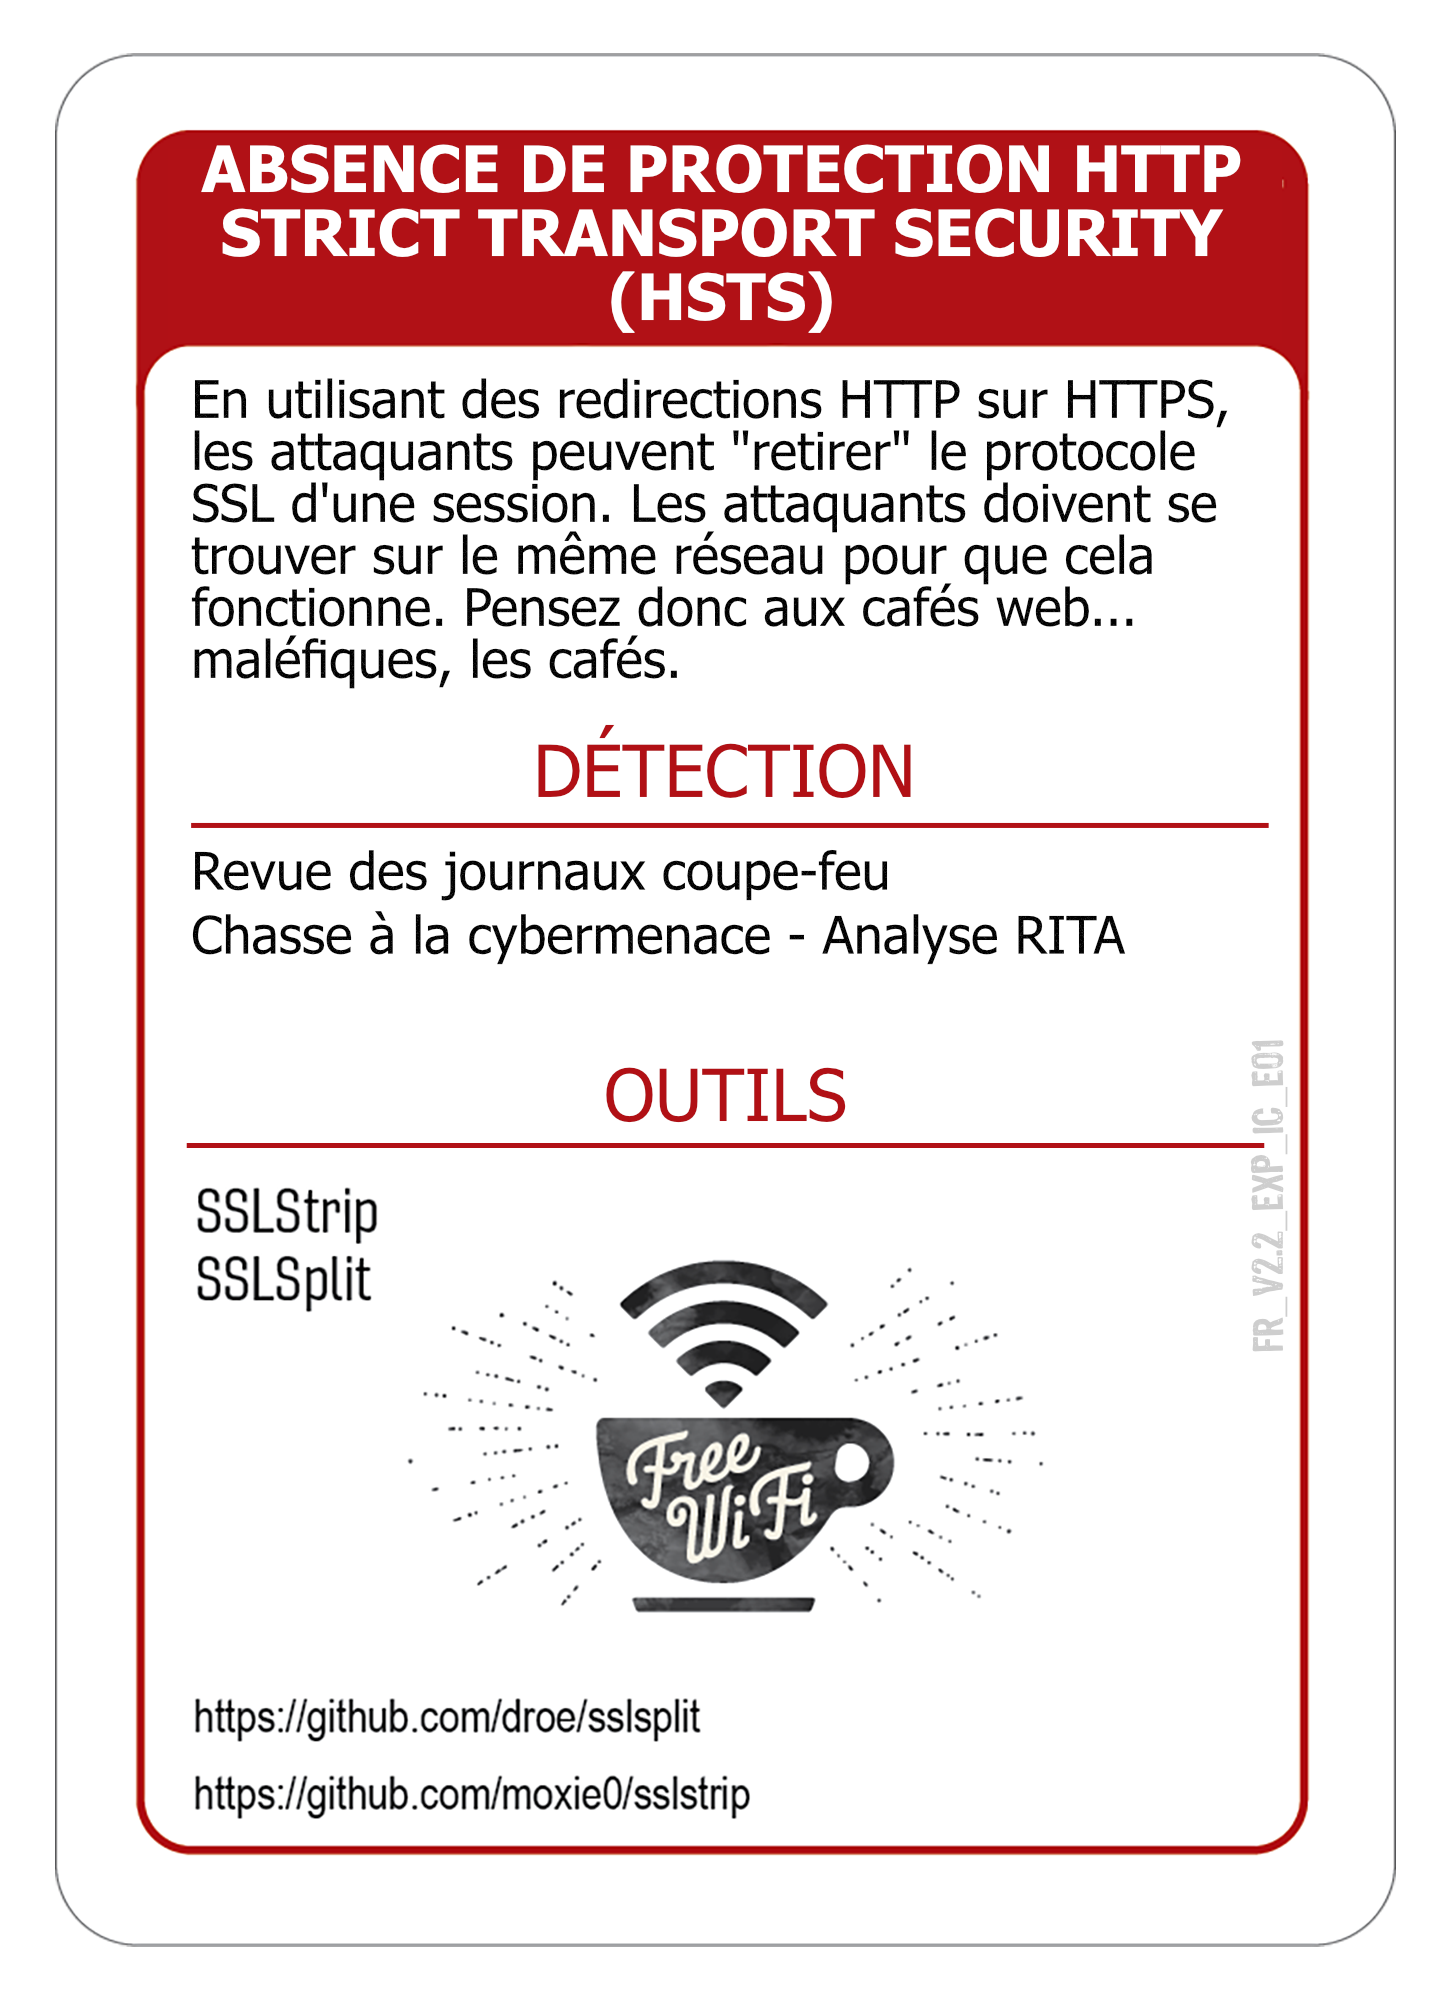 ABSENCE DE PROTECTION HTTP
STRICT TRANSPORT SECURITY
(HSTS)
En utilisant des redirections HTTP sur HTTPS,
les attaquants peuvent "retirer" le protocole
SSL d'une session. Les attaquants doivent se
trouver sur le même réseau pour que cela
fonctionne. Pensez donc aux cafés web...
maléfiques, les cafés.
DÉTECTION
Revue des journaux coupe-feu
Chasse à la cybermenace - Analyse RITA
OUTILS
SSLStrip
SSLSplit
Free
WiFi
https://github.com/droe/sslsplit
https://github.com/moxie0/sslstrip
FR_V2.2_EXP_IC_E01